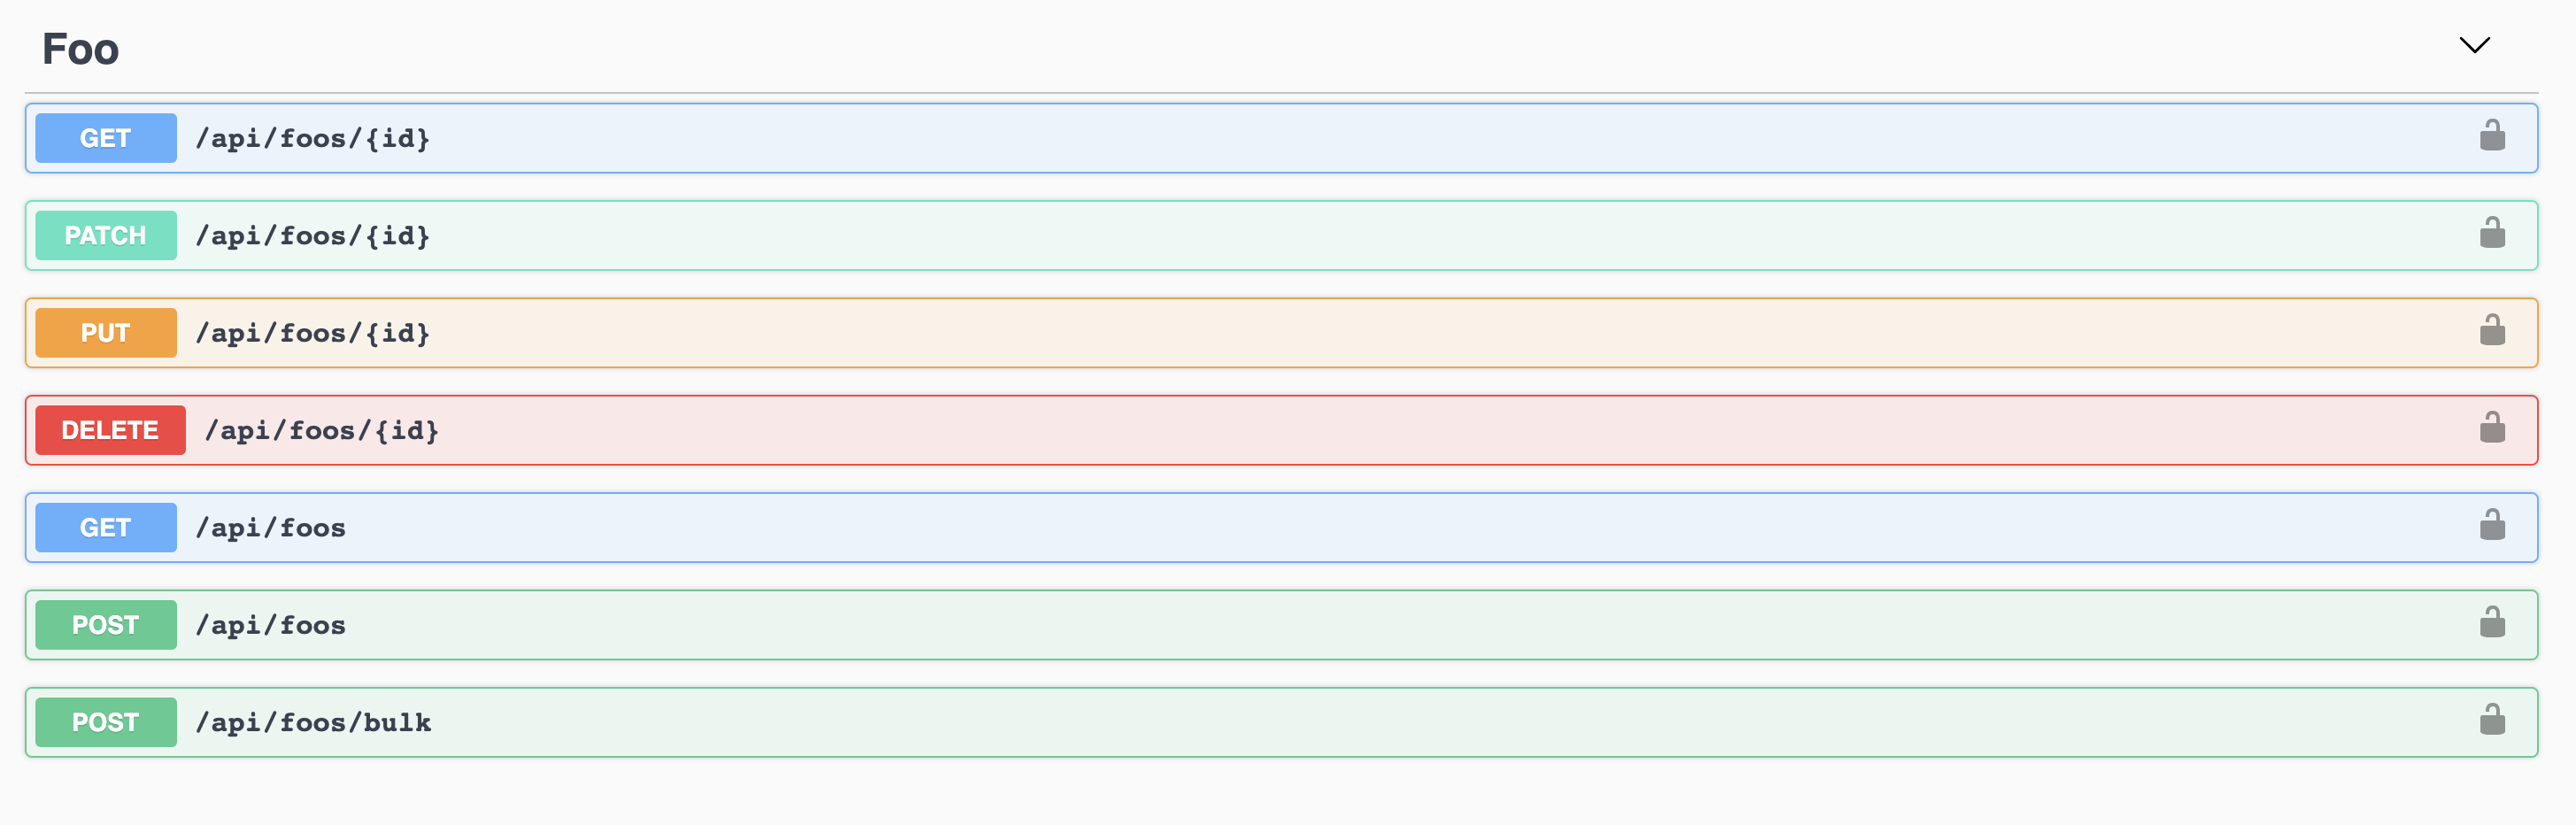 Foo
GET /api/foos/{id}
PATCH /api/foos/{id}
PUT /api/foos/{id}
DELETE /api/foos/{id}
GET /api/foos
POST /api/foos
POST /api/foos/bulk